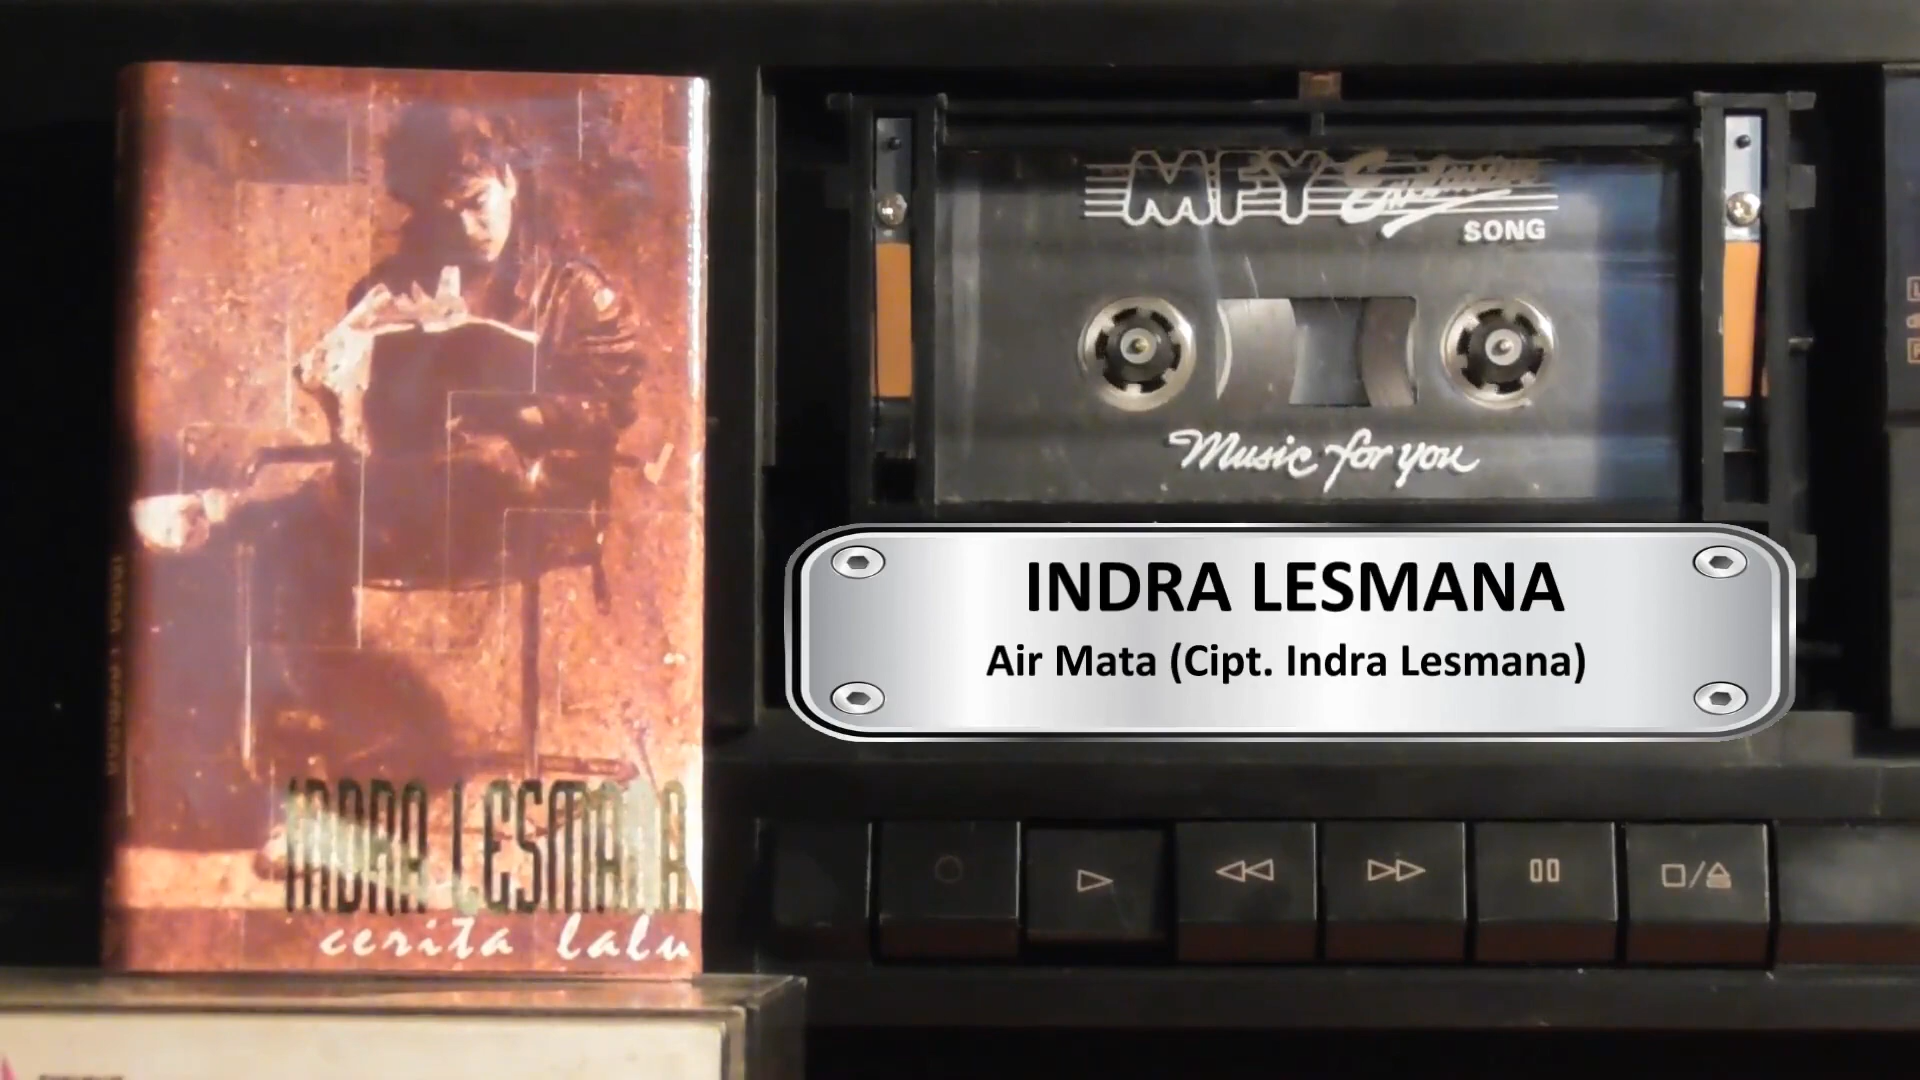 INDRA LESMANA
cerita lalu
MFY
SONG
Music for you
INDRA LESMANA
Air Mata (Cipt. Indra Lesmana)